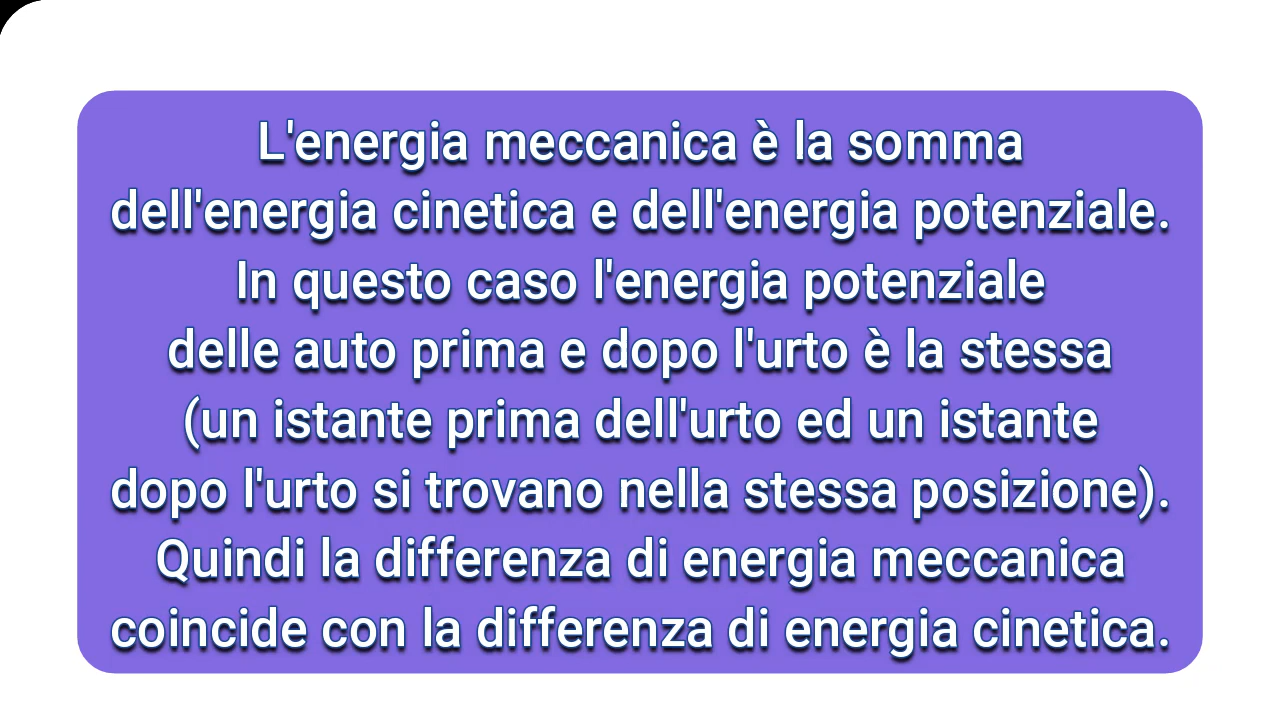 L'energia meccanica è la somma
dell'energia cinetica e dell'energia potenziale.
In questo caso l'energia potenziale
delle auto prima e dopo l'urto è la stessa
(un istante prima dell'urto ed un istante
dopo l'urto si trovano nella stessa posizione).
Quindi la differenza di energia meccanica
coincide con la differenza di energia cinetica.